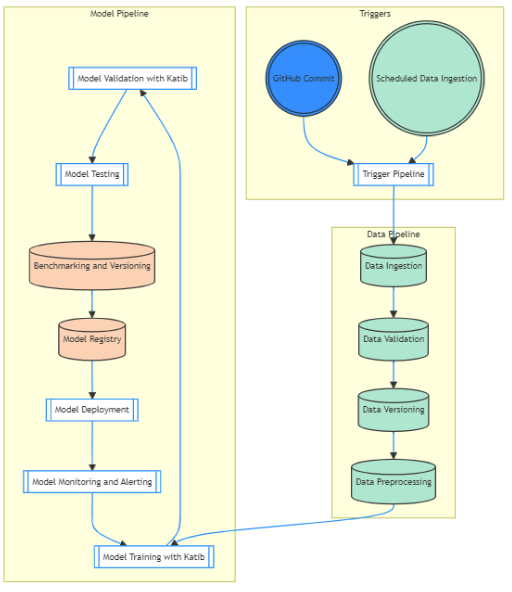 Model Pipeline
Model Validation with Katib
Model Testing
Benchmarking and Versioning
Model Registry
Model Deployment
Model Monitoring and Alerting
Model Training with Katib
Triggers
GitHub Commit
Scheduled Data Ingestion
Trigger Pipeline
Data Pipeline
Data Ingestion
Data Validation
Data Versioning
Data Preprocessing